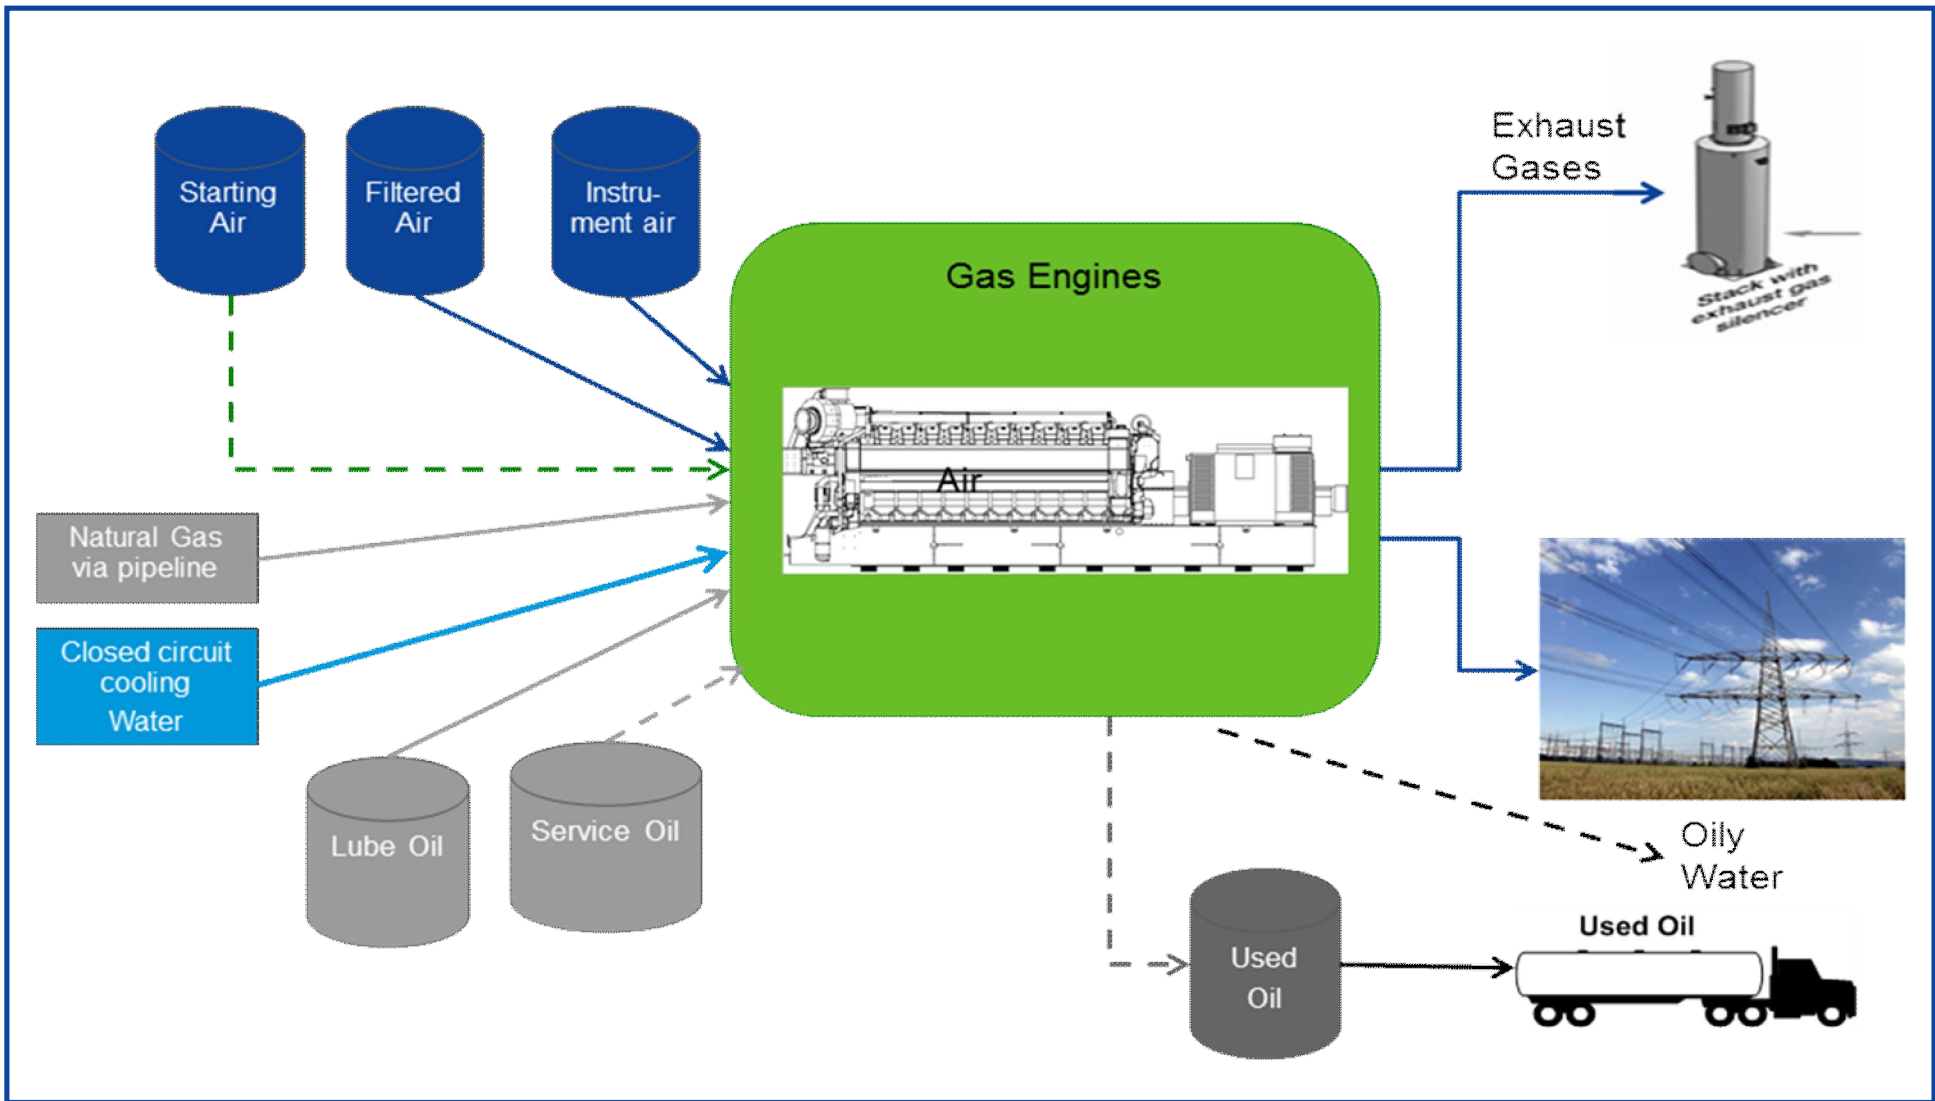 Exhaust
Gases
Starting
Air
Filtered
Air
Instru-
ment air
Gas Engines
Stack with
exhaust gas
silencer
Air
Natural Gas
via pipeline
Closed circuit
cooling
Water
Lube Oil
Service Oil
Oily
Water
Used Oil
Used
Oil